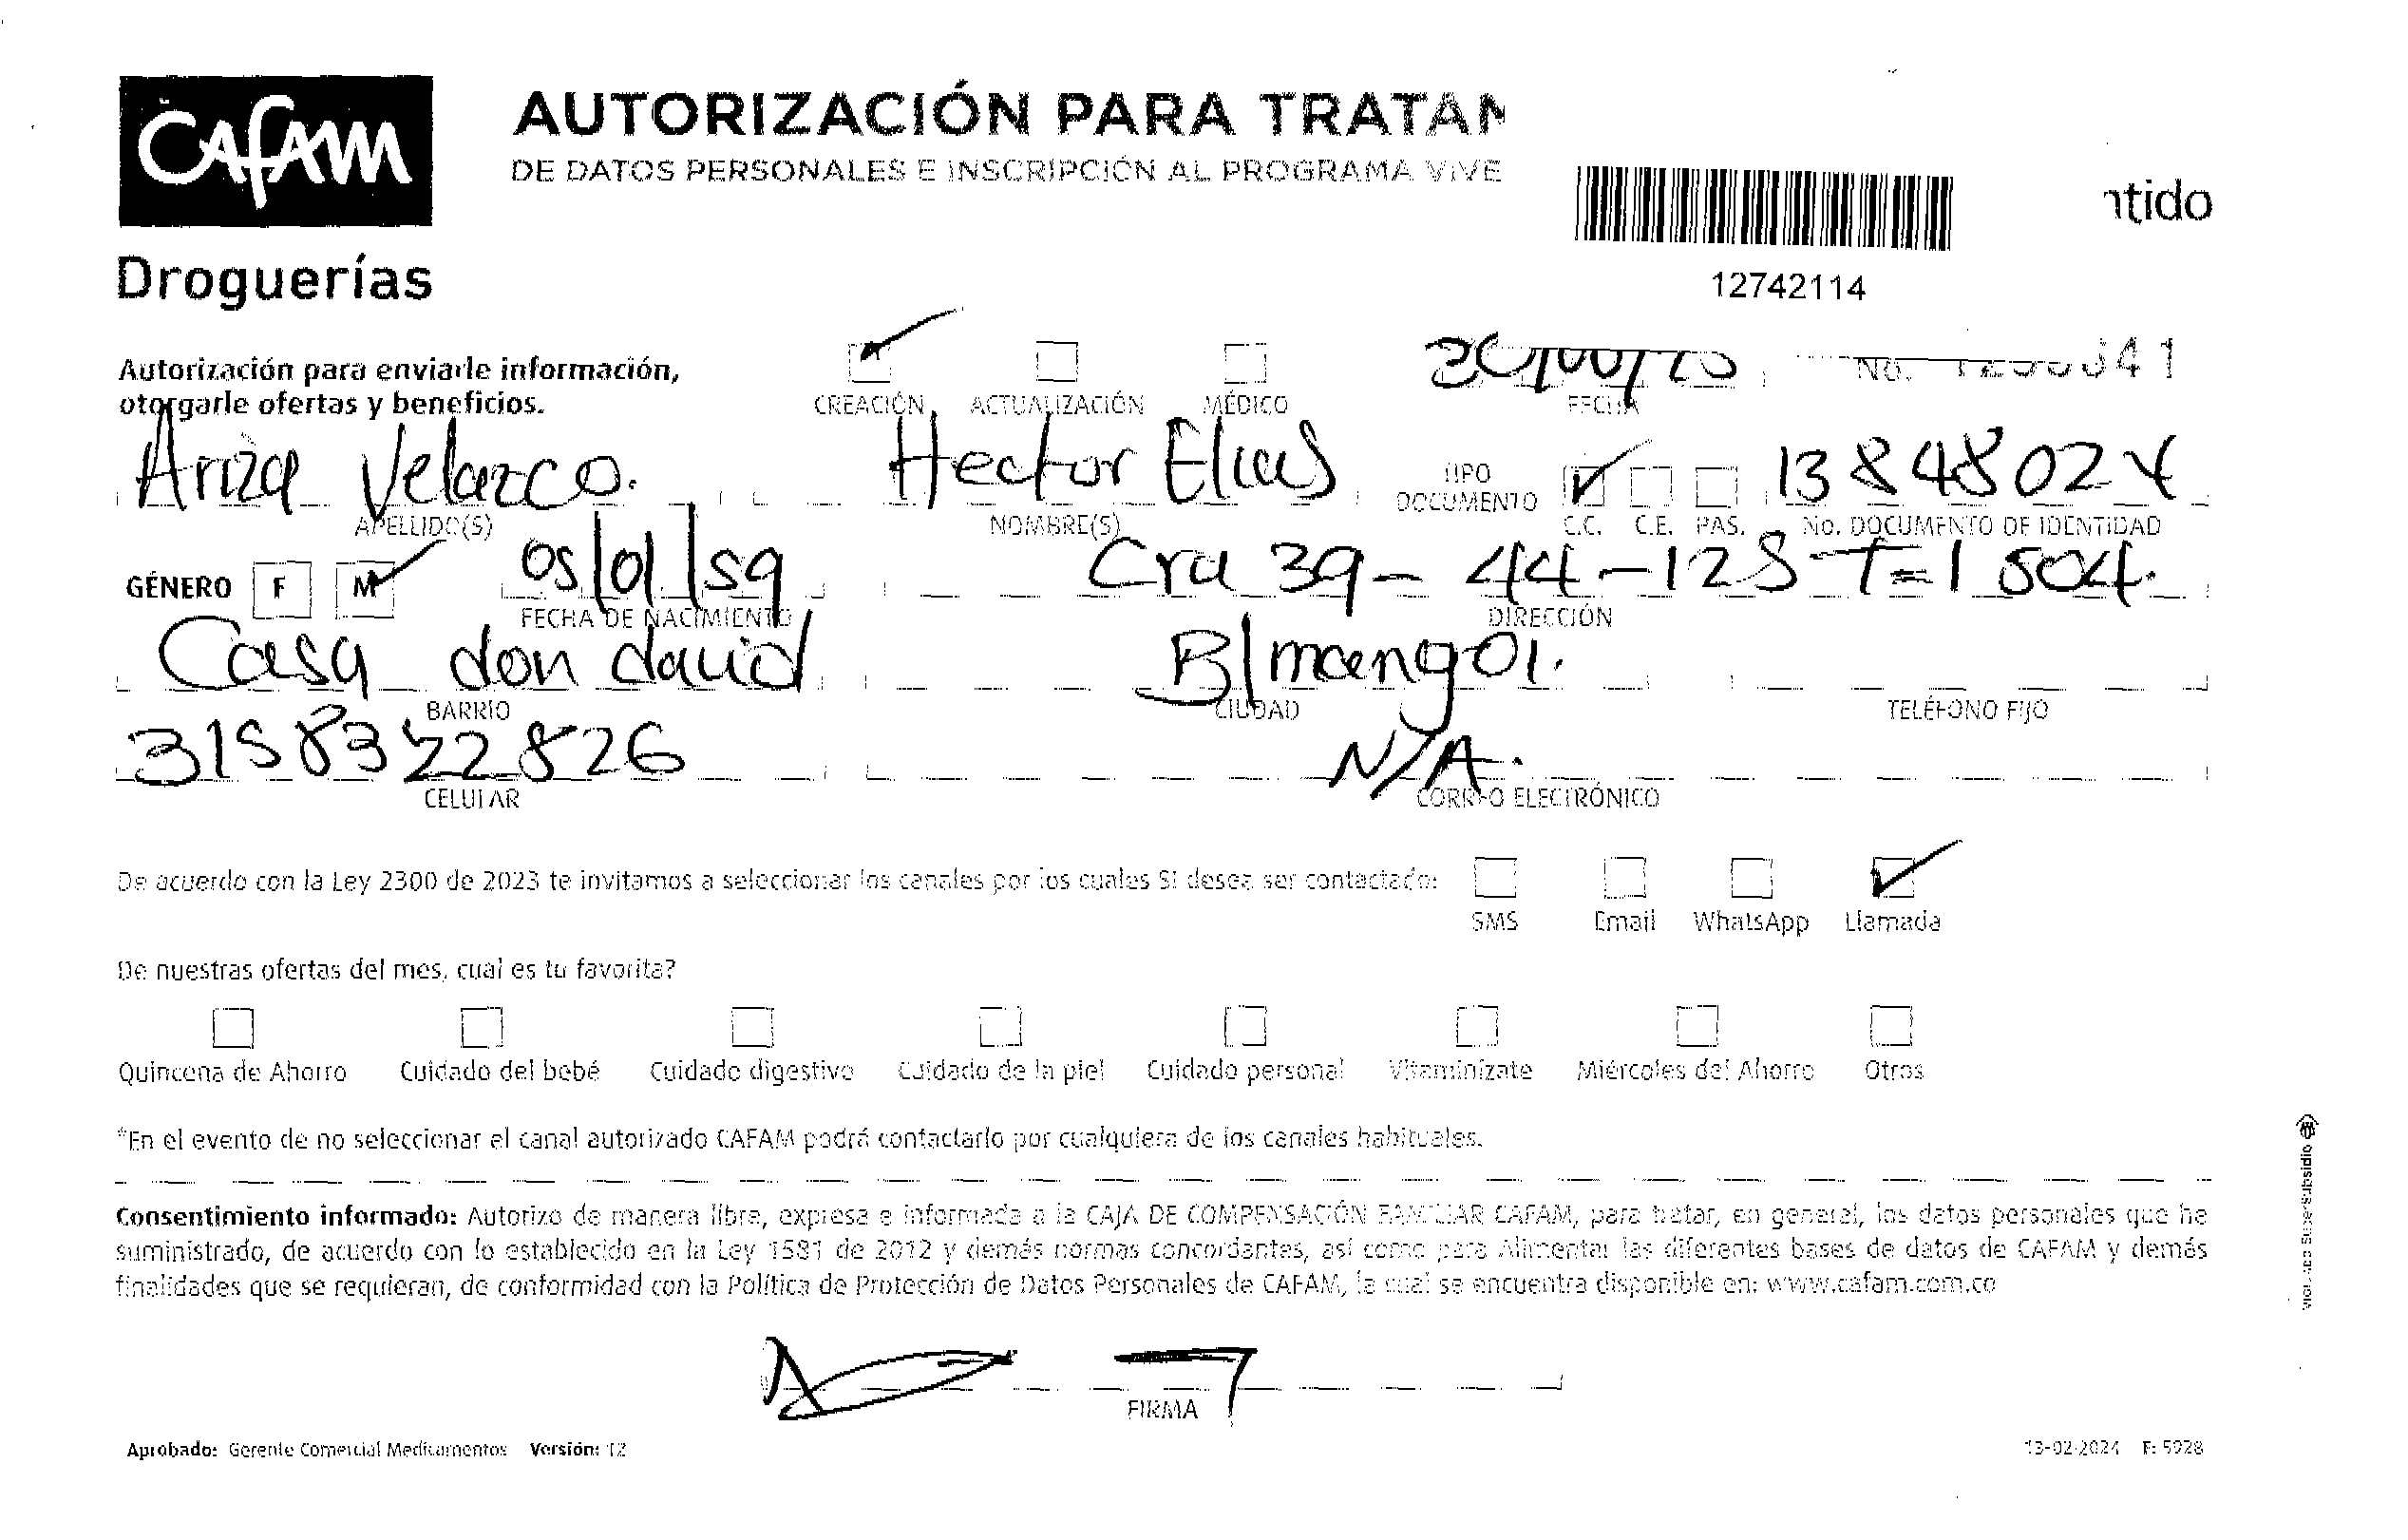 CAFAM
Droguerías
AUTORIZACIÓN PARA TRATAM
DE DATOS PERSONALES E INSCRIPCIÓN AL PROGRAMA VIVE
ntido
12742114
Autorización para enviarle información,
otorgarle ofertas y beneficios.
CREACIÓN ACTUALIZACIÓN MÉDICO FECHA No. 41
Ariza Velazco. Hector Elias TIPO DOCUMENTO 13848024
APELLIDO(S) NOMBRE(S) C.C. C.E. PAS. No. DOCUMENTO DE IDENTIDAD
GÉNERO F M 05/01/59 Cra 39 - 44 - 128 T=1 504.
FECHA DE NACIMIENTO DIRECCIÓN
Casa don david B/manga.
BARRIO CIUDAD TELÉFONO FIJO
3158322826 N/A.
CELULAR CORREO ELECTRÓNICO
De acuerdo con la Ley 2300 de 2023 te invitamos a seleccionar los canales por los cuales SI desea ser contactado:
SMS Email WhatsApp Llamada
De nuestras ofertas del mes, cual es tu favorita?
Quincena de Ahorro Cuidado del bebé Cuidado digestivo Cuidado de la piel Cuidado personal Vitaminízate Miércoles del Ahorro Otros
*En el evento de no seleccionar el canal autorizado CAFAM podrá contactarlo por cualquiera de los canales habituales.
Consentimiento informado: Autorizo de manera libre, expresa e informada a la CAJA DE COMPENSACIÓN FAMILIAR CAFAM, para tratar, en general, los datos personales que he
suministrado, de acuerdo con lo establecido en la Ley 1581 de 2012 y demás normas concordantes, así como para Alimentar las diferentes bases de datos de CAFAM y demás
finalidades que se requieran, de conformidad con la Política de Protección de Datos Personales de CAFAM, la cual se encuentra disponible en: www.cafam.com.co
FIRMA
Aprobado: Gerente Comercial Medicamentos Versión: 12
13-02-2024 F: 5928
Supersubsidio